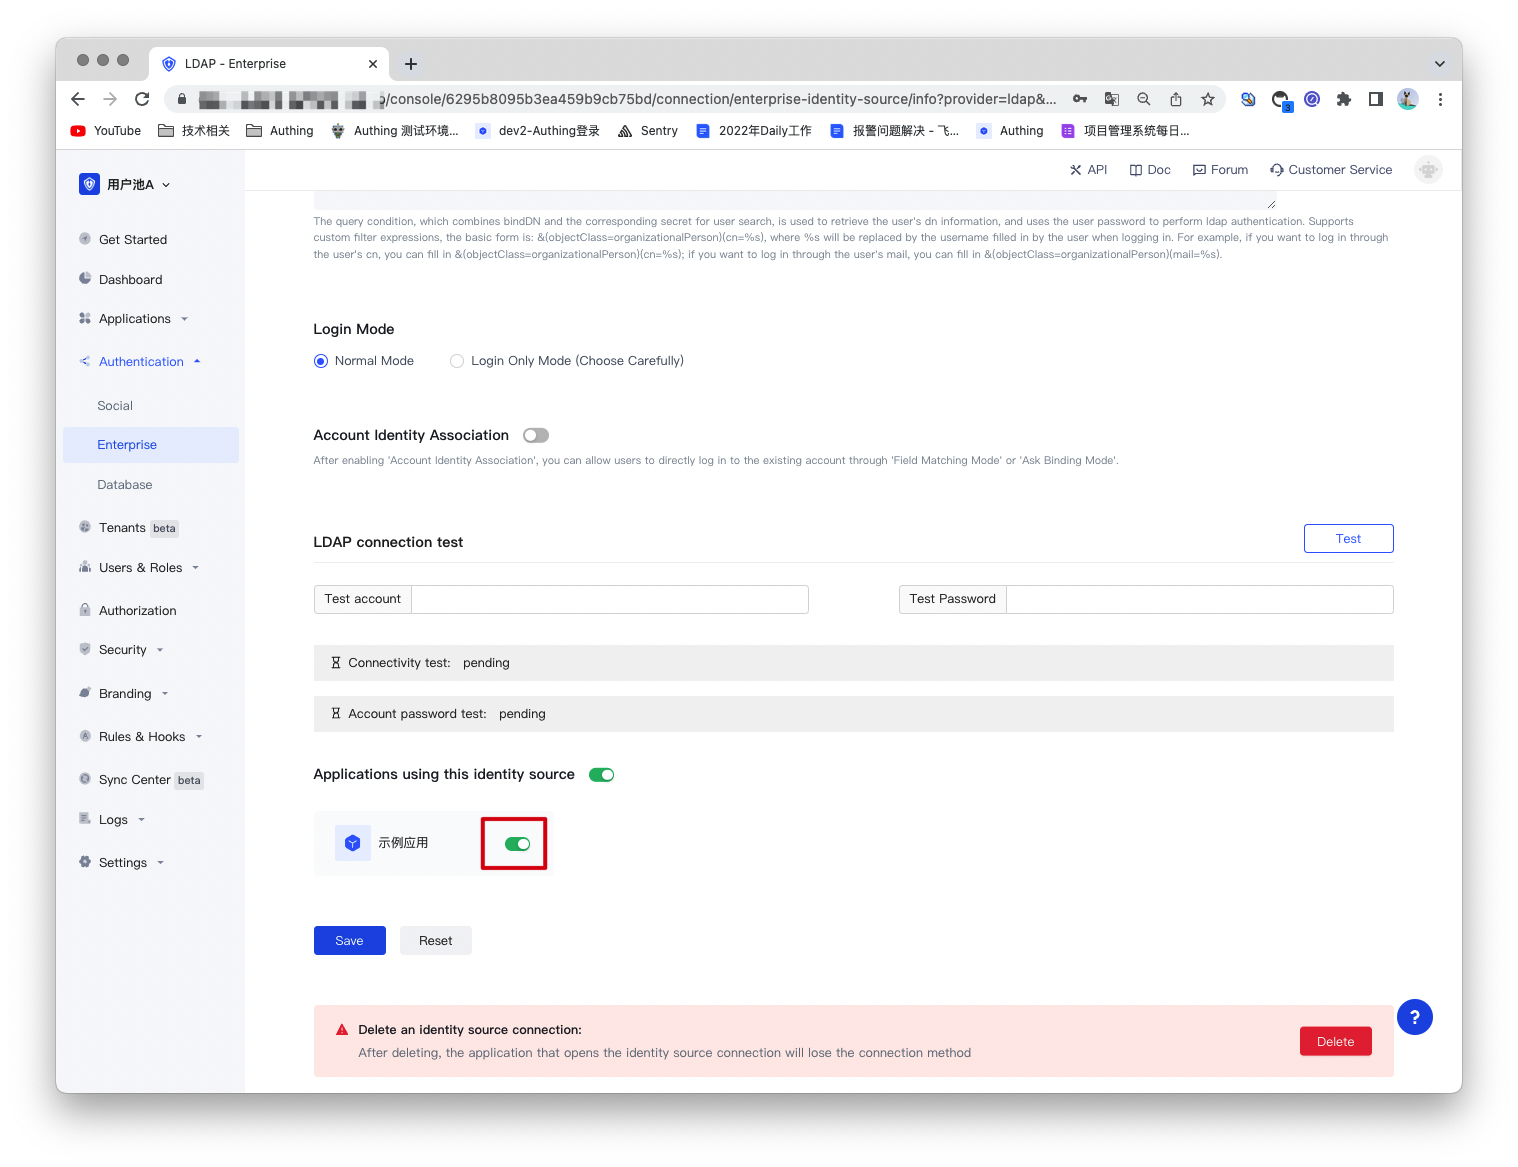 LDAP - Enterprise
/console/6295b8095b3ea459b9cb75bd/connection/enterprise-identity-source/info?provider=ldap&...
3
YouTube
技术相关
Authing
Authing 测试环境...
dev2-Authing登录
Sentry
2022年Daily工作
报警问题解决 - 飞...
Authing
项目管理系统每日...
用户池A
API
Doc
Forum
Customer Service
Get Started
Dashboard
Applications
Authentication
Social
Enterprise
Database
Tenants beta
Users & Roles
Authorization
Security
Branding
Rules & Hooks
Sync Center beta
Logs
Settings
The query condition, which combines bindDN and the corresponding secret for user search, is used to retrieve the user's dn information, and uses the user password to perform ldap authentication. Supports
custom filter expressions, the basic form is: &(objectClass=organizationalPerson)(cn=%s), where %s will be replaced by the username filled in by the user when logging in. For example, if you want to log in through
the user's cn, you can fill in &(objectClass=organizationalPerson)(cn=%s); if you want to log in through the user's mail, you can fill in &(objectClass=organizationalPerson)(mail=%s).
Login Mode
Normal Mode
Login Only Mode (Choose Carefully)
Account Identity Association
After enabling 'Account Identity Association', you can allow users to directly log in to the existing account through 'Field Matching Mode' or 'Ask Binding Mode'.
LDAP connection test
Test
Test account
Test Password
Connectivity test: pending
Account password test: pending
Applications using this identity source
示例应用
Save
Reset
Delete an identity source connection:
After deleting, the application that opens the identity source connection will lose the connection method
Delete
?